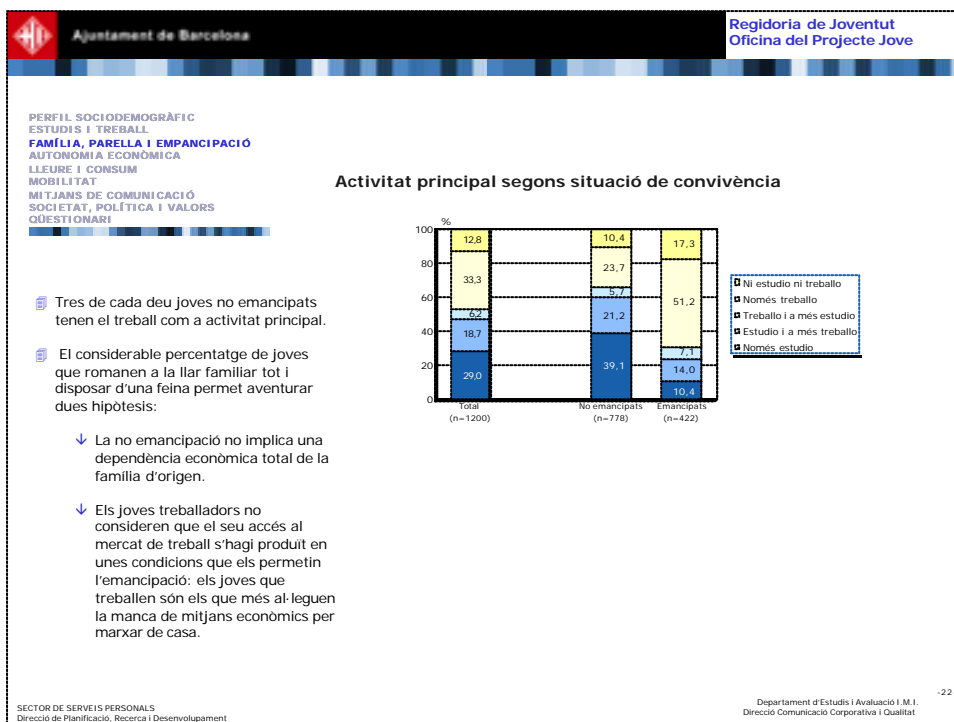 Ajuntament de Barcelona
Regidoria de Joventut
Oficina del Projecte Jove
PERFIL SOCIODEMOGRÀFIC
ESTUDIS I TREBALL
FAMÍLIA, PARELLA I EMPANCIPACIÓ
AUTONOMIA ECONÒMICA
LLEURE I CONSUM
MOBILITAT
MITJANS DE COMUNICACIÓ
SOCIETAT, POLÍTICA I VALORS
QÜESTIONARI
Tres de cada deu joves no emancipats
tenen el treball com a activitat principal.
El considerable percentatge de joves
que romanen a la llar familiar tot i
disposar d'una feina permet aventurar
dues hipòtesis:
La no emancipació no implica una
dependència econòmica total de la
família d'origen.
Els joves treballadors no
consideren que el seu accés al
mercat de treball s'hagi produït en
unes condicions que els permetin
l'emancipació: els joves que
treballen són els que més al·leguen
la manca de mitjans econòmics per
marxar de casa.
Activitat principal segons situació de convivència
%
100
80
60
40
20
0
12,8
33,3
6,2
18,7
29,0
10,4
23,7
5,7
21,2
39,1
17,3
51,2
7,1
14,0
10,4
Total
(n=1200)
No emancipats
(n=778)
Emancipats
(n=422)
Ni estudio ni treballo
Només treballo
Treballo i a més estudio
Estudio i a més treballo
Només estudio
SECTOR DE SERVEIS PERSONALS
Direcció de Planificació, Recerca i Desenvolupament
Departament d'Estudis i Avaluació I.M.I.
Direcció Comunicació Corporativa i Qualitat
-22